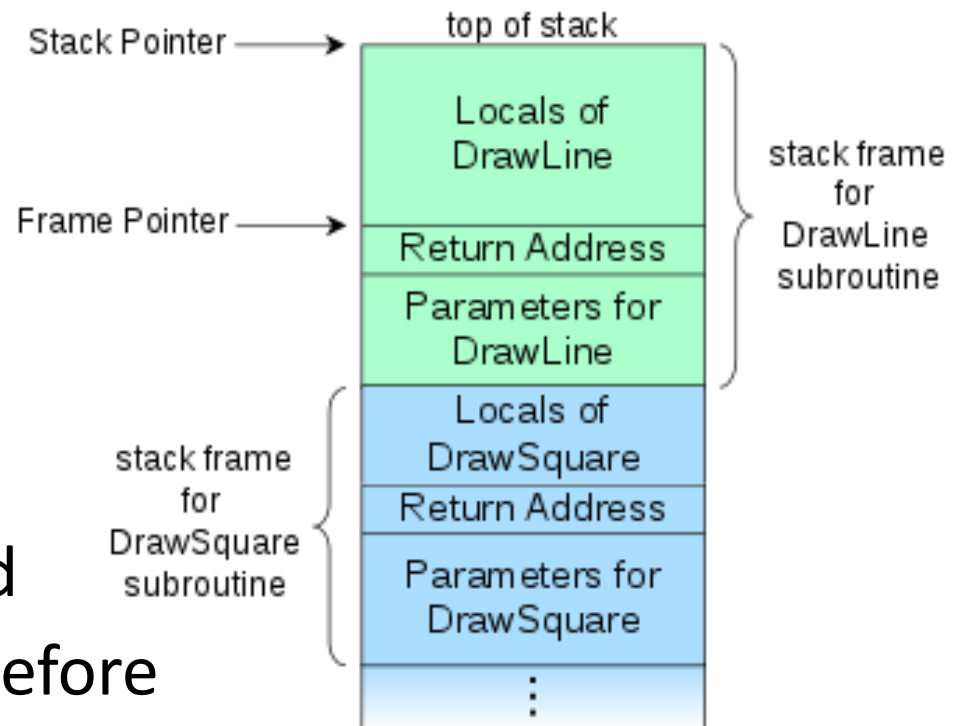 top of stack
Stack Pointer
Locals of
DrawLine
stack frame
for
DrawLine
subroutine
Frame Pointer
Return Address
Parameters for
DrawLine
Locals of
DrawSquare
stack frame
for
DrawSquare
subroutine
Return Address
Parameters for
DrawSquare
d
efore